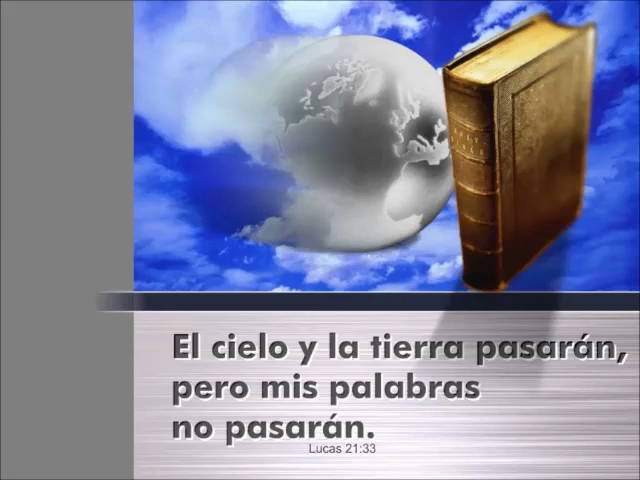 El cielo y la tierra pasarán,
pero mis palabras
no pasarán.
Lucas 21:33